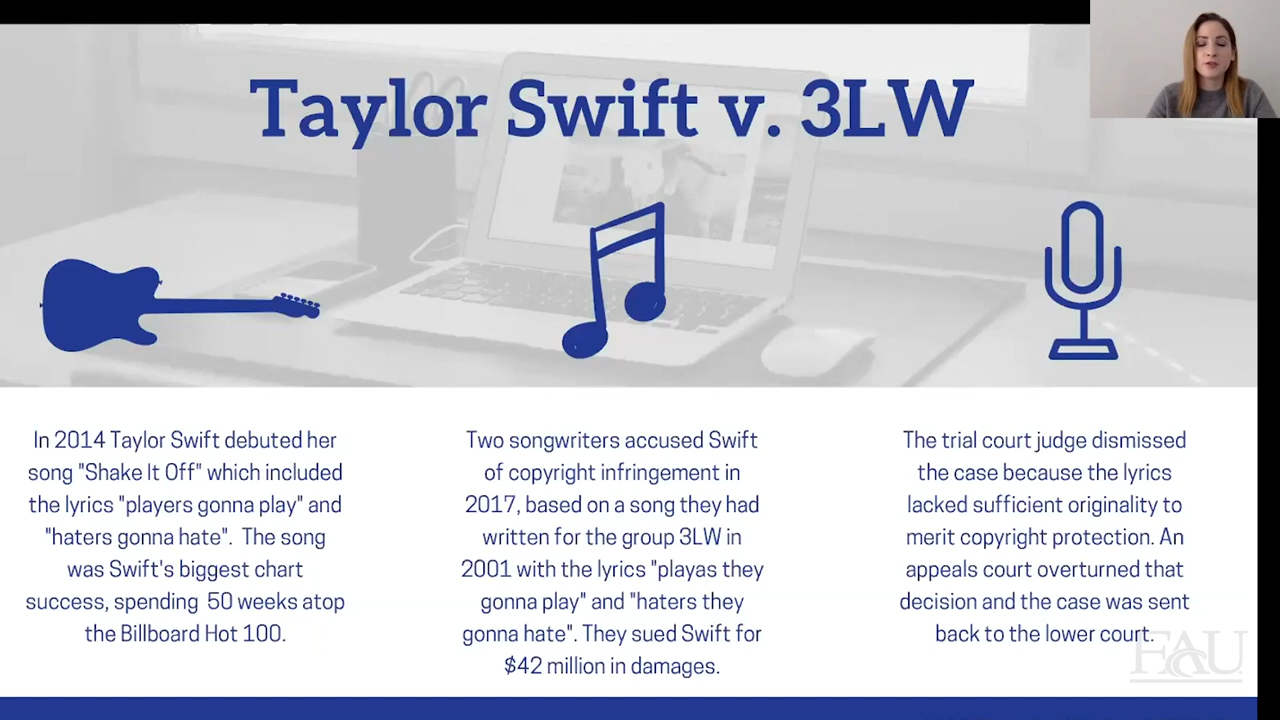 Taylor Swift v. 3LW
In 2014 Taylor Swift debuted her
song "Shake It Off" which included
the lyrics "players gonna play" and
"haters gonna hate". The song
was Swift's biggest chart
success, spending 50 weeks atop
the Billboard Hot 100.
Two songwriters accused Swift
of copyright infringement in
2017, based on a song they had
written for the group 3LW in
2001 with the lyrics "playas they
gonna play" and "haters they
gonna hate". They sued Swift for
$42 million in damages.
The trial court judge dismissed
the case because the lyrics
lacked sufficient originality to
merit copyright protection. An
appeals court overturned that
decision and the case was sent
back to the lower court.
FAU